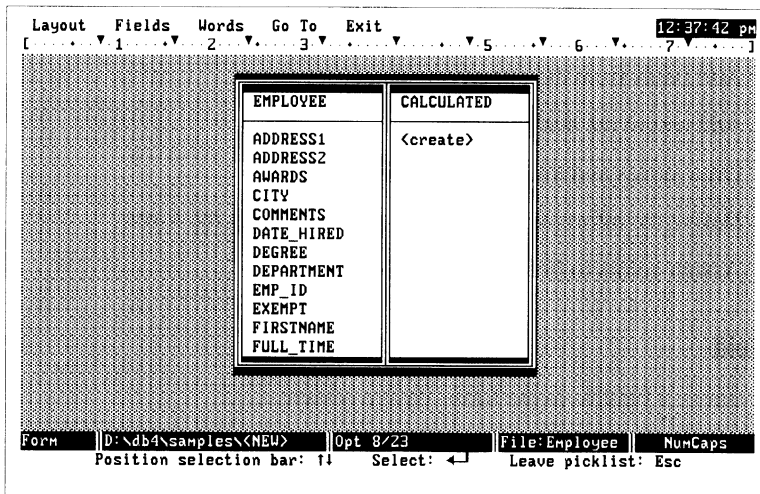 Layout Fields Words Go To Exit 12:37:42 pm
[·····♦··▼·1·····♦▼····2····▼♦·····3·▼··♦······▼···♦····▼·5·····♦·▼····6···▼♦·····7·▼···♦····]
EMPLOYEE CALCULATED
ADDRESS1 <create>
ADDRESS2
AWARDS
CITY
COMMENTS
DATE_HIRED
DEGREE
DEPARTMENT
EMP_ID
EXEMPT
FIRSTNAME
FULL_TIME
Form D:\db4\samples\<NEW> Opt 8/23 File:Employee NumCaps
Position selection bar: ↑↓ Select: ↵ Leave picklist: Esc